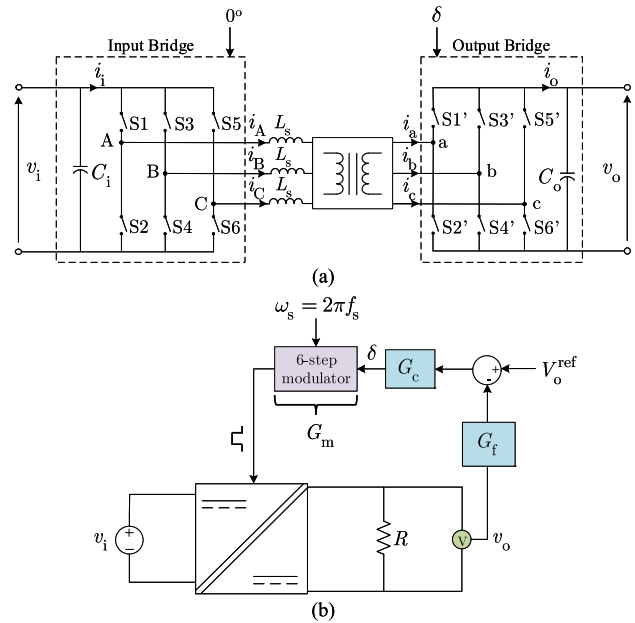 0° δ
Input Bridge Output Bridge
i_i i_o
S1 S3 S5 i_A L_s i_a S1' S3' S5'
A a
v_i C_i B i_B L_s i_b b C_o v_o
C i_C L_s i_c c
S2 S4 S6 S2' S4' S6'
(a)
ω_s = 2πf_s
6-step
modulator
δ G_c + - V_o^ref
G_m
G_f
v_i + − R V v_o
(b)